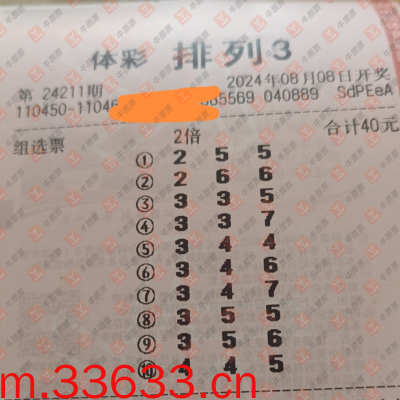 体彩 排列3
第 24211期 2024年08月08日开奖
110450-1104 65569 040889 SdPEeA
2倍 合计40元
组选票
① 2 5 5
② 2 6 6
③ 3 3 5
④ 3 3 7
⑤ 3 4 4
⑥ 3 4 6
⑦ 3 4 7
⑧ 3 5 5
⑨ 3 5 6
⑩ 4 4 5
m.33633.cn